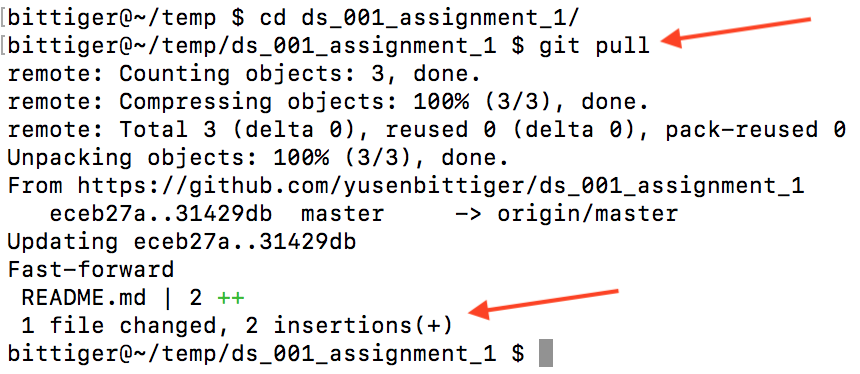 [bittiger@~/temp $ cd ds_001_assignment_1/
[bittiger@~/temp/ds_001_assignment_1 $ git pull
remote: Counting objects: 3, done.
remote: Compressing objects: 100% (3/3), done.
remote: Total 3 (delta 0), reused 0 (delta 0), pack-reused 0
Unpacking objects: 100% (3/3), done.
From https://github.com/yusenbittiger/ds_001_assignment_1
   eceb27a..31429db  master     -> origin/master
Updating eceb27a..31429db
Fast-forward
 README.md | 2 ++
 1 file changed, 2 insertions(+)
bittiger@~/temp/ds_001_assignment_1 $